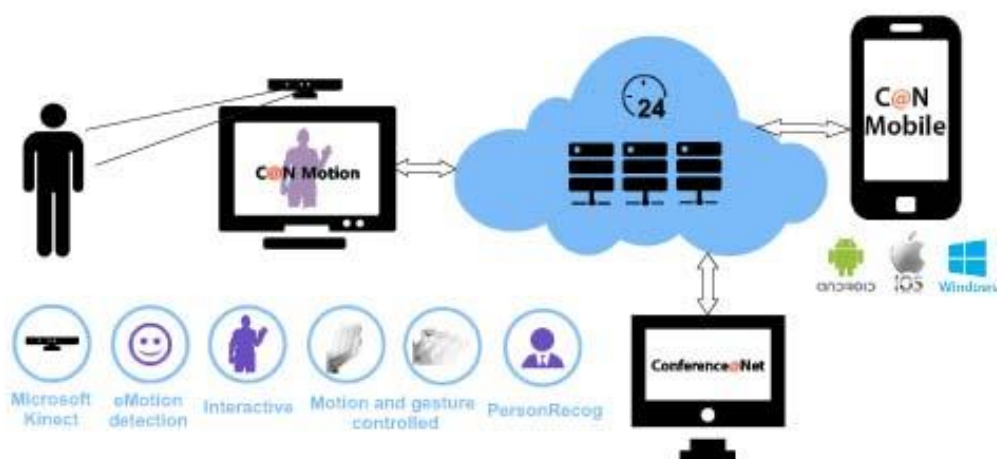 24
C@N
Mobile
C@N Motion
ANDROID
iOS
Windows
Conference@Net
Microsoft
Kinect
eMotion
detection
Interactive
Motion and gesture
controlled
PersonRecog